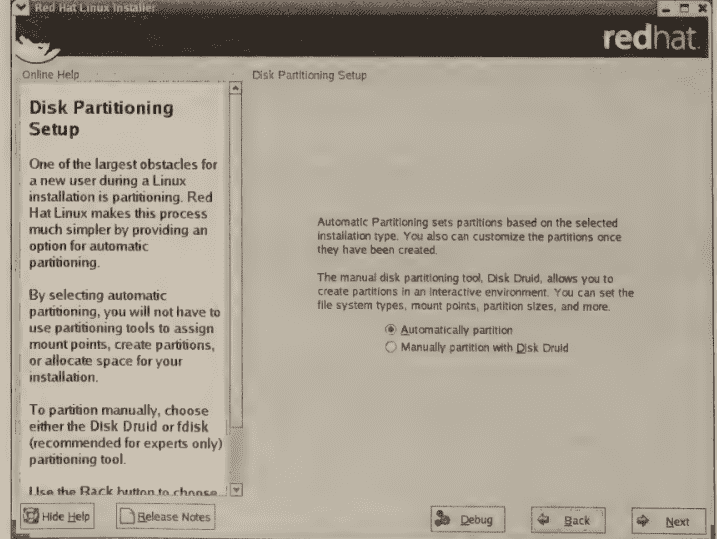 Red Hat Linux Installer
redhat.
Online Help
Disk Partitioning Setup
Disk Partitioning
Setup
One of the largest obstacles for
a new user during a Linux
installation is partitioning. Red
Hat Linux makes this process
much simpler by providing an
option for automatic
partitioning.
By selecting automatic
partitioning, you will not have to
use partitioning tools to assign
mount points, create partitions,
or allocate space for your
installation.
To partition manually, choose
either the Disk Druid or fdisk
(recommended for experts only)
partitioning tool.
Use the Back button to choose
Automatic Partitioning sets partitions based on the selected
installation type. You also can customize the partitions once
they have been created.
The manual disk partitioning tool, Disk Druid, allows you to
create partitions in an interactive environment. You can set the
file system types, mount points, partition sizes, and more.
Automatically partition
Manually partition with Disk Druid
Hide Help
Release Notes
Debug
Back
Next